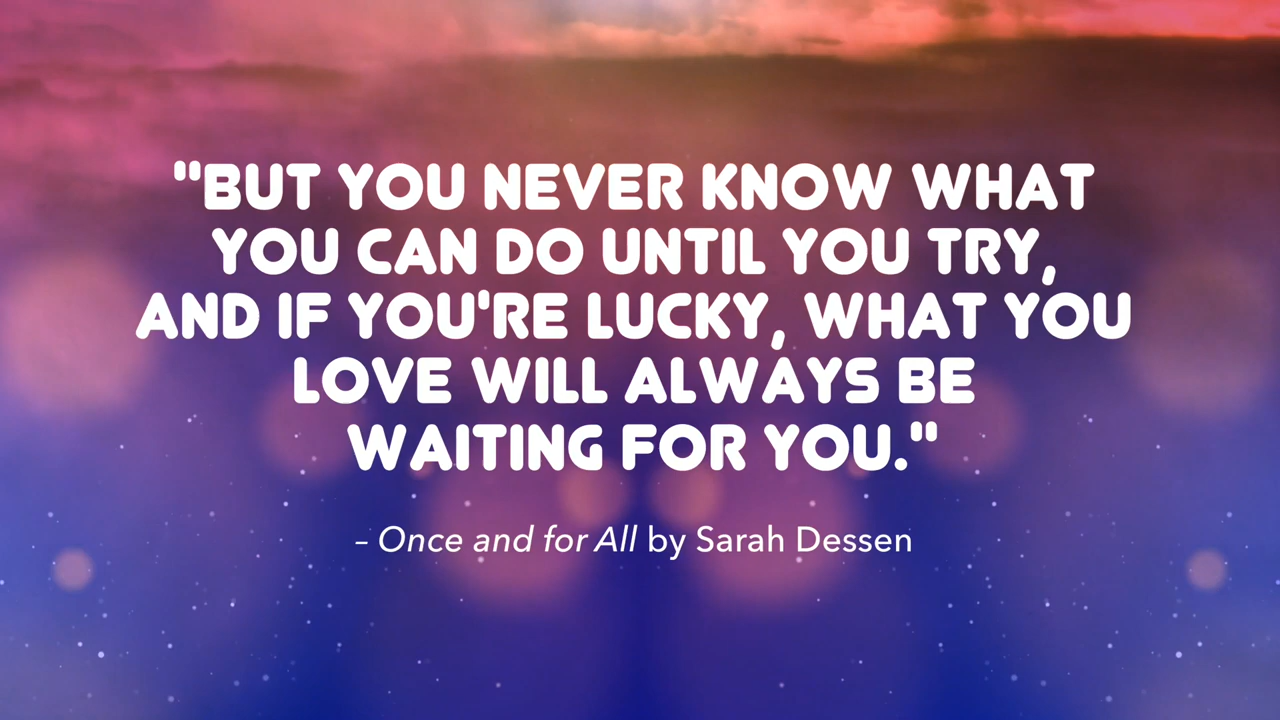 "BUT YOU NEVER KNOW WHAT
YOU CAN DO UNTIL YOU TRY,
AND IF YOU'RE LUCKY, WHAT YOU
LOVE WILL ALWAYS BE
WAITING FOR YOU."
– Once and for All by Sarah Dessen